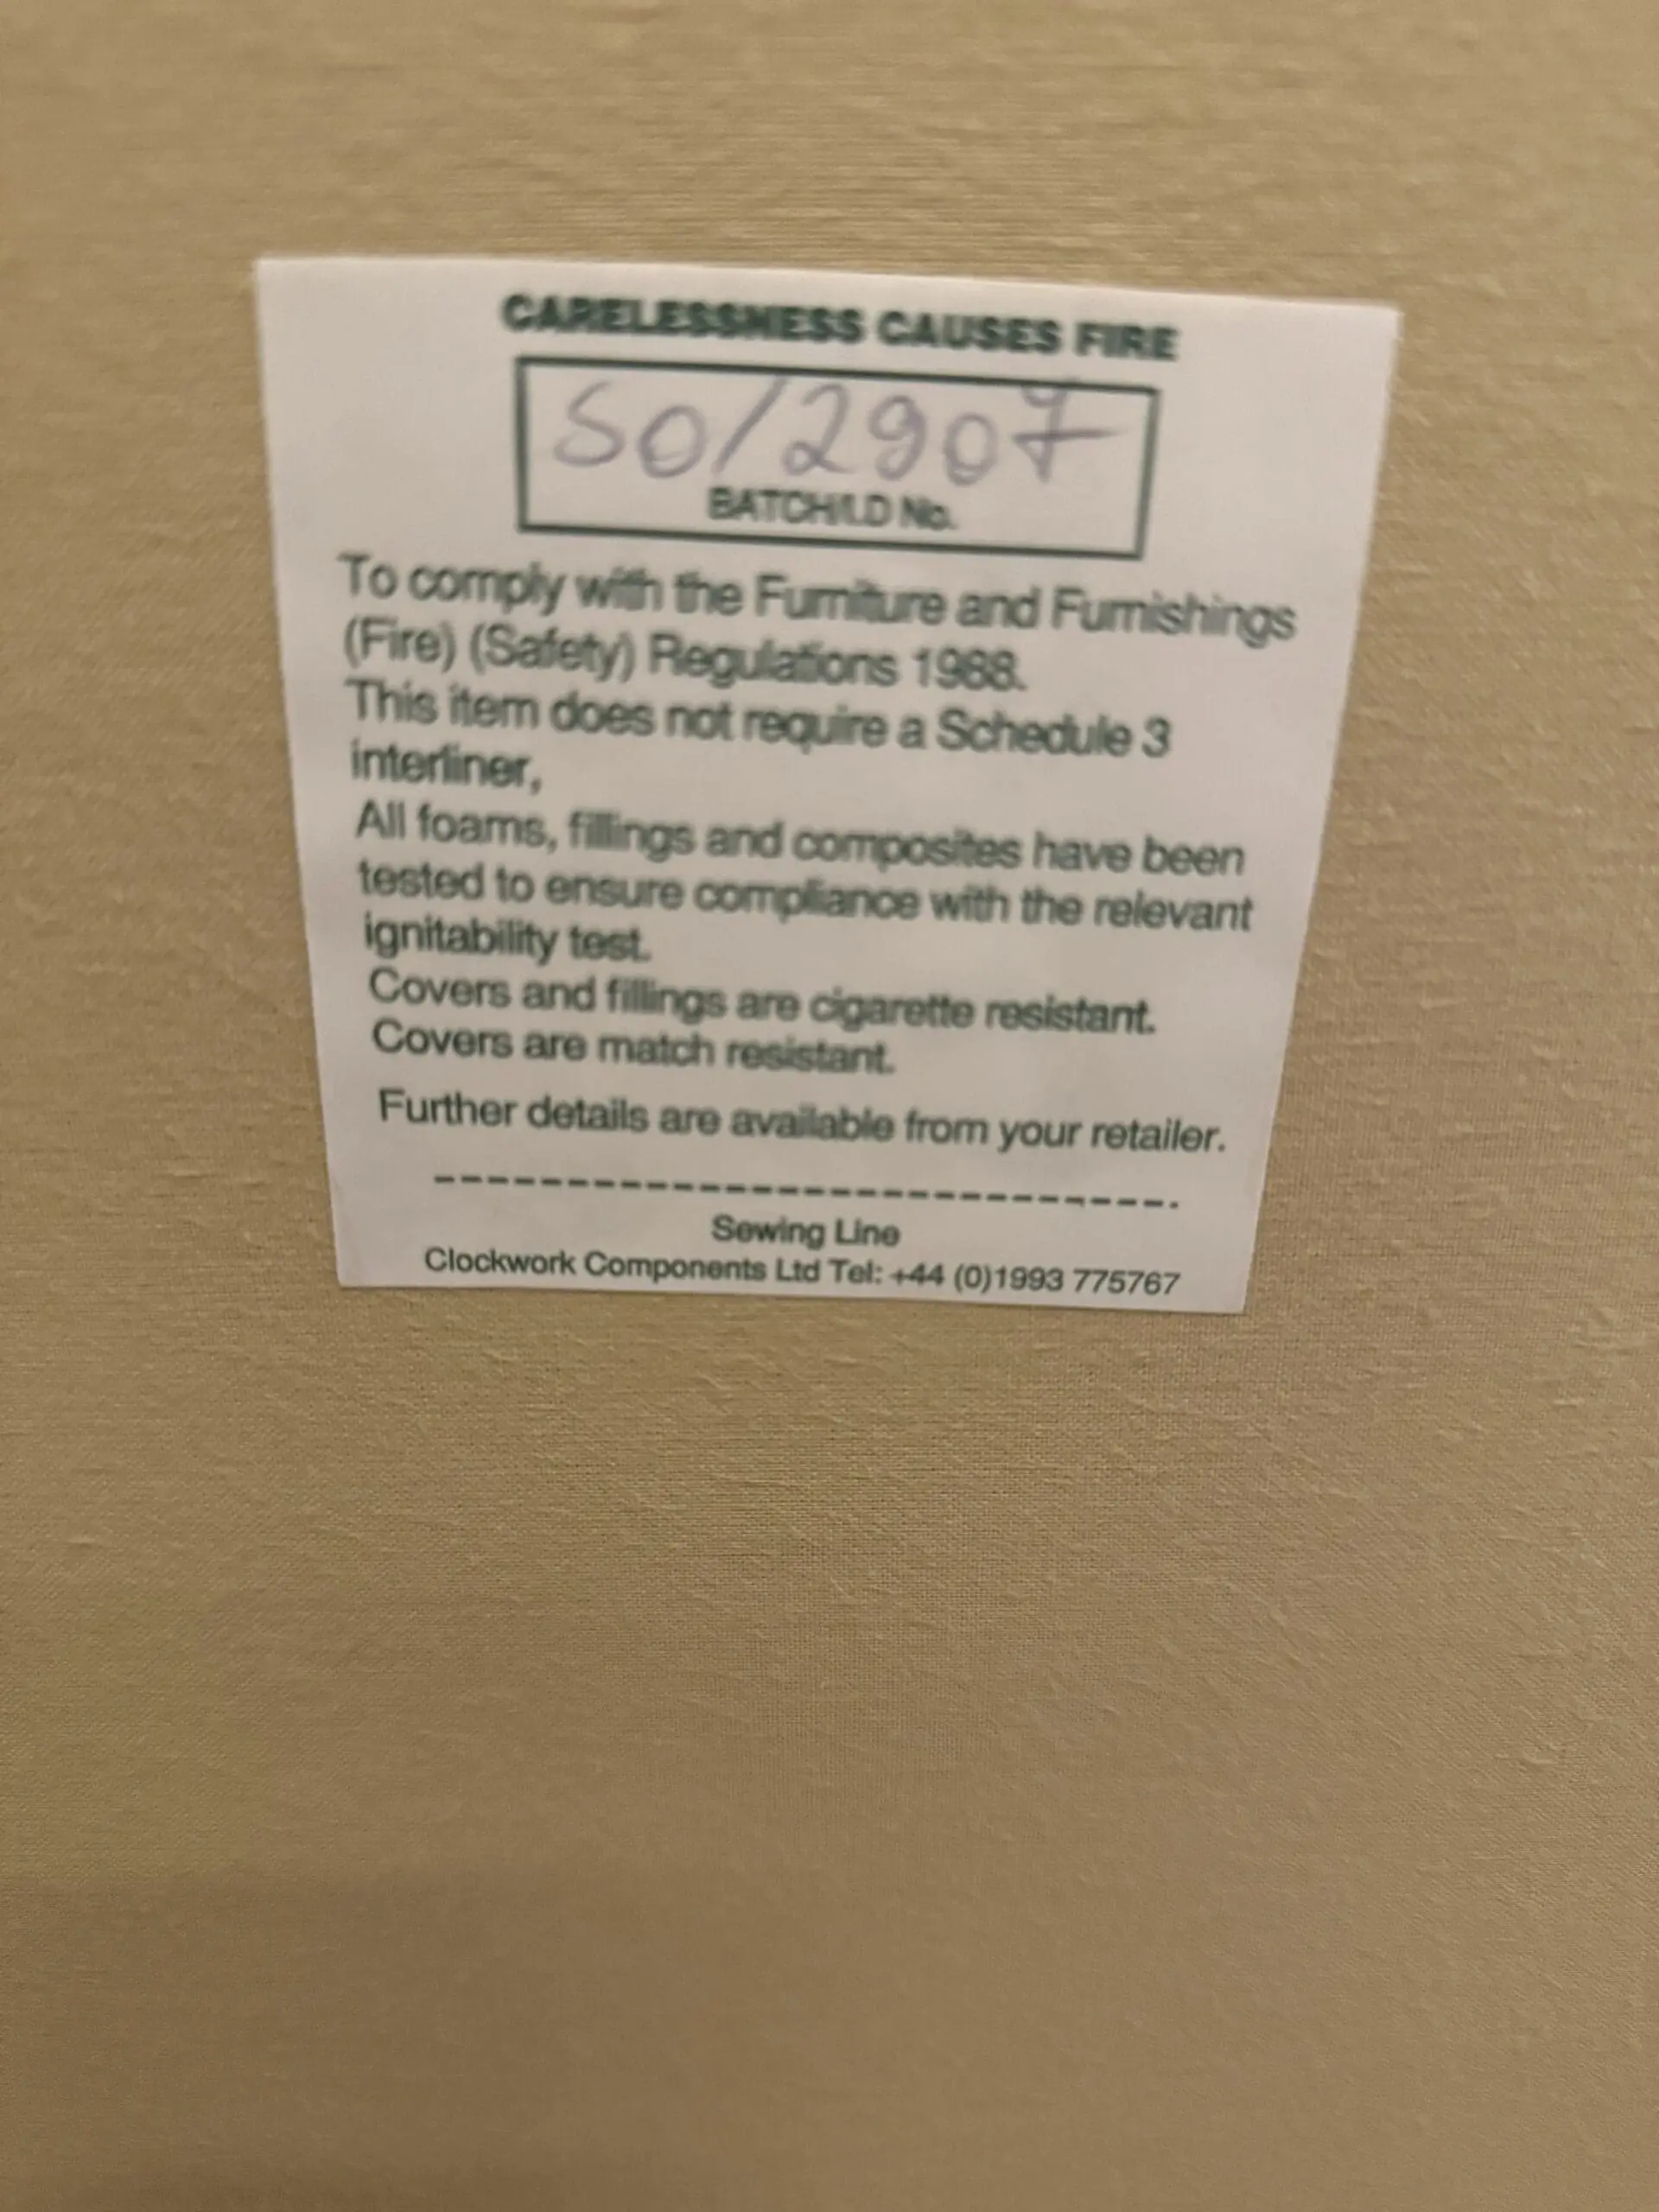 CARELESSNESS CAUSES FIRE
SO/2907
BATCH/I.D No.
To comply with the Furniture and Furnishings
(Fire) (Safety) Regulations 1988.
This item does not require a Schedule 3
interliner,
All foams, fillings and composites have been
tested to ensure compliance with the relevant
ignitability test.
Covers and fillings are cigarette resistant.
Covers are match resistant.
Further details are available from your retailer.
Sewing Line
Clockwork Components Ltd Tel: +44 (0)1993 775767